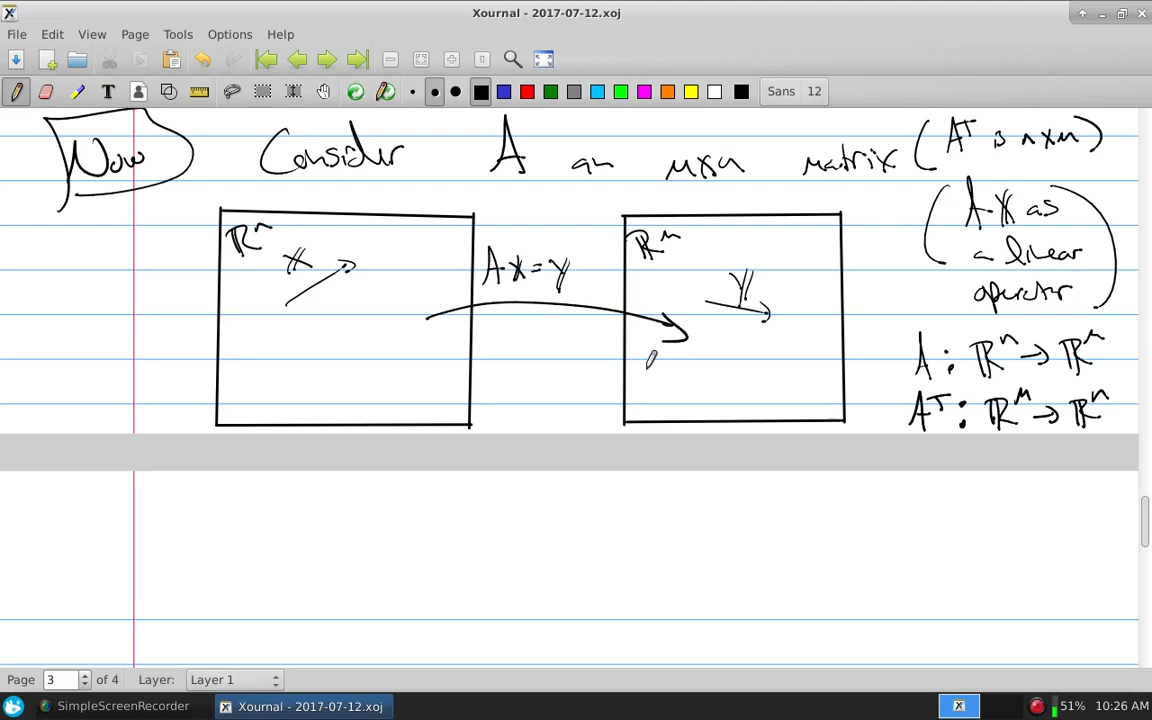 Xournal - 2017-07-12.xoj
File Edit View Page Tools Options Help
Sans 12
Now Consider A an mxn matrix (Aᵀ is nxm)
(A·x as
a linear
operator)
ℝⁿ
x
A·x=y
ℝᵐ
y
A: ℝⁿ→ℝᵐ
Aᵀ: ℝᵐ→ℝⁿ
Page 3 of 4 Layer: Layer 1
SimpleScreenRecorder Xournal - 2017-07-12.xoj 51% 10:26 AM